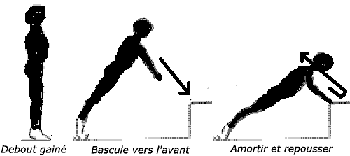 Debout gainé
Bascule vers l'avant
Amortir et repousser